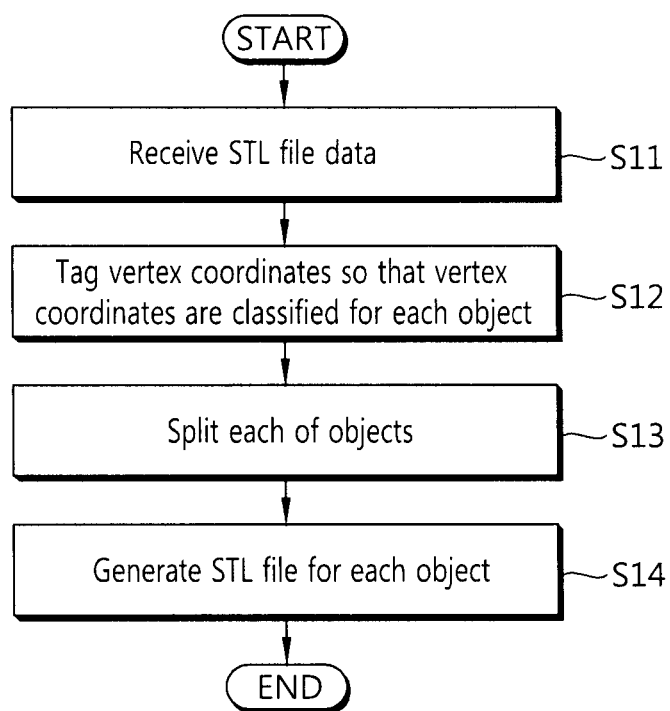 START
Receive STL file data
S11
Tag vertex coordinates so that vertex
coordinates are classified for each object
S12
Split each of objects
S13
Generate STL file for each object
S14
END